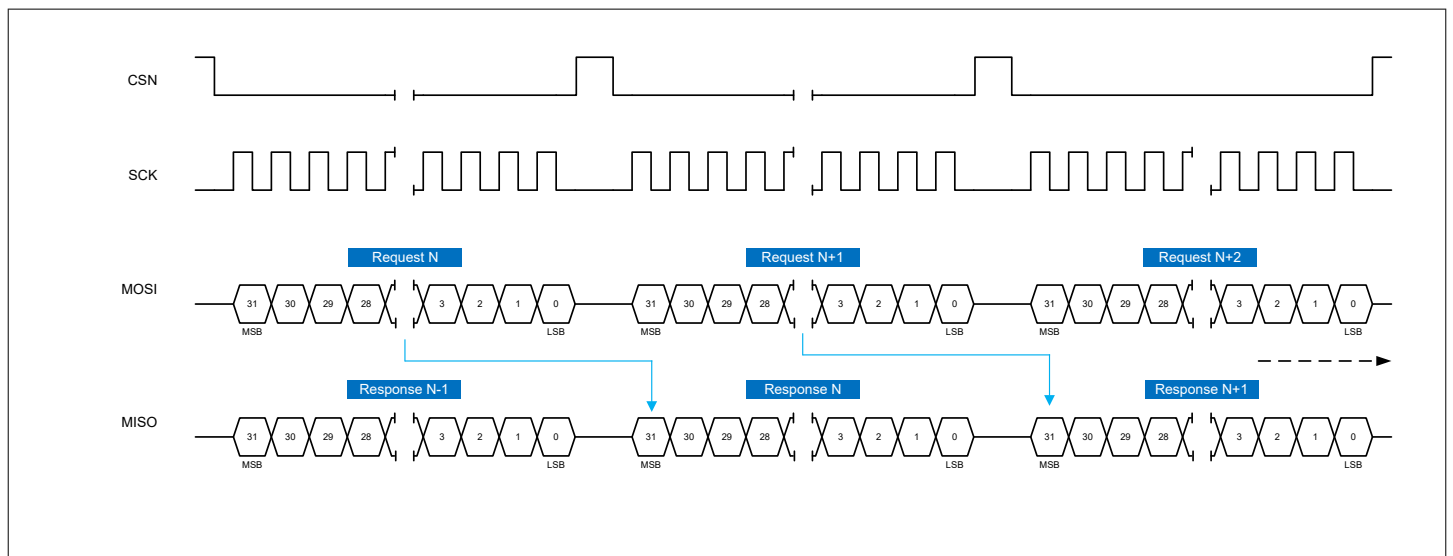 CSN
SCK
Request N Request N+1 Request N+2
MOSI 31 30 29 28 3 2 1 0 31 30 29 28 3 2 1 0 31 30 29 28 3 2 1 0
MSB LSB MSB LSB MSB LSB
Response N-1 Response N Response N+1
MISO 31 30 29 28 3 2 1 0 31 30 29 28 3 2 1 0 31 30 29 28 3 2 1 0
MSB LSB MSB LSB MSB LSB